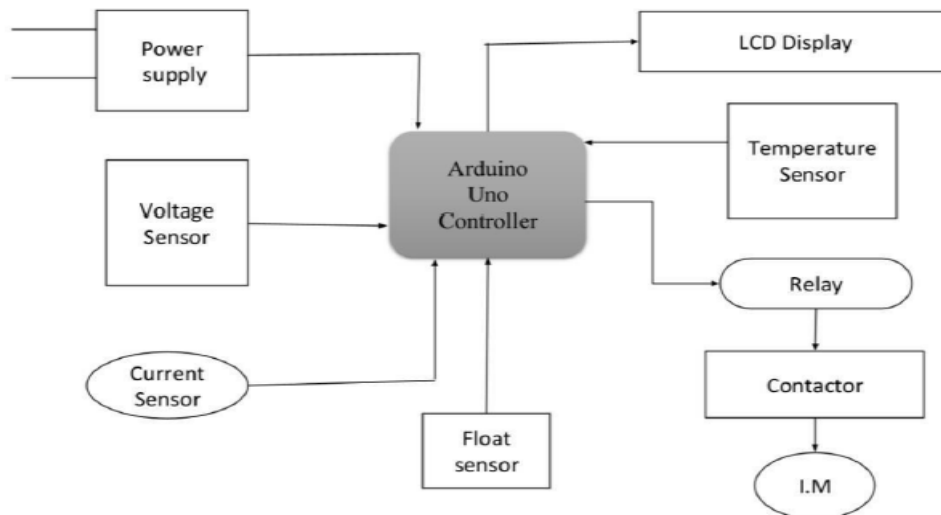 Power
supply
LCD Display
Arduino
Uno
Controller
Temperature
Sensor
Voltage
Sensor
Relay
Current
Sensor
Contactor
Float
sensor
I.M